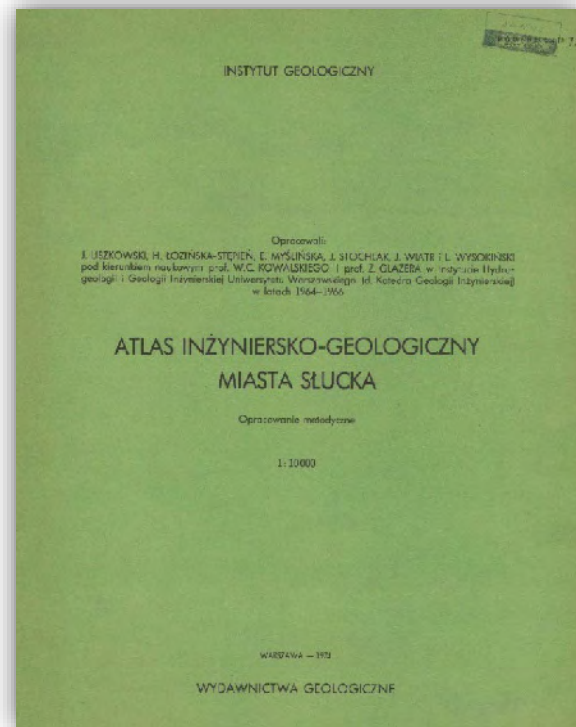 INSTYTUT GEOLOGICZNY
Opracowali:
J. LISZKOWSKI, H. ŁOZIŃSKA-STĘPIEŃ, E. MYŚLIŃSKA, J. STOCHLAK, J. WIATR i L. WYSOKIŃSKI
pod kierunkiem naukowym prof. W.C. KOWALSKIEGO i prof. Z. GLAZERA w Instytucie Hydro-
geologii i Geologii Inżynierskiej Uniwersytetu Warszawskiego (d. Katedra Geologii Inżynierskiej)
w latach 1964–1966
ATLAS INŻYNIERSKO-GEOLOGICZNY
MIASTA SŁUCKA
Opracowanie metodyczne
1:10000
WARSZAWA —
WYDAWNICTWA GEOLOGICZNE